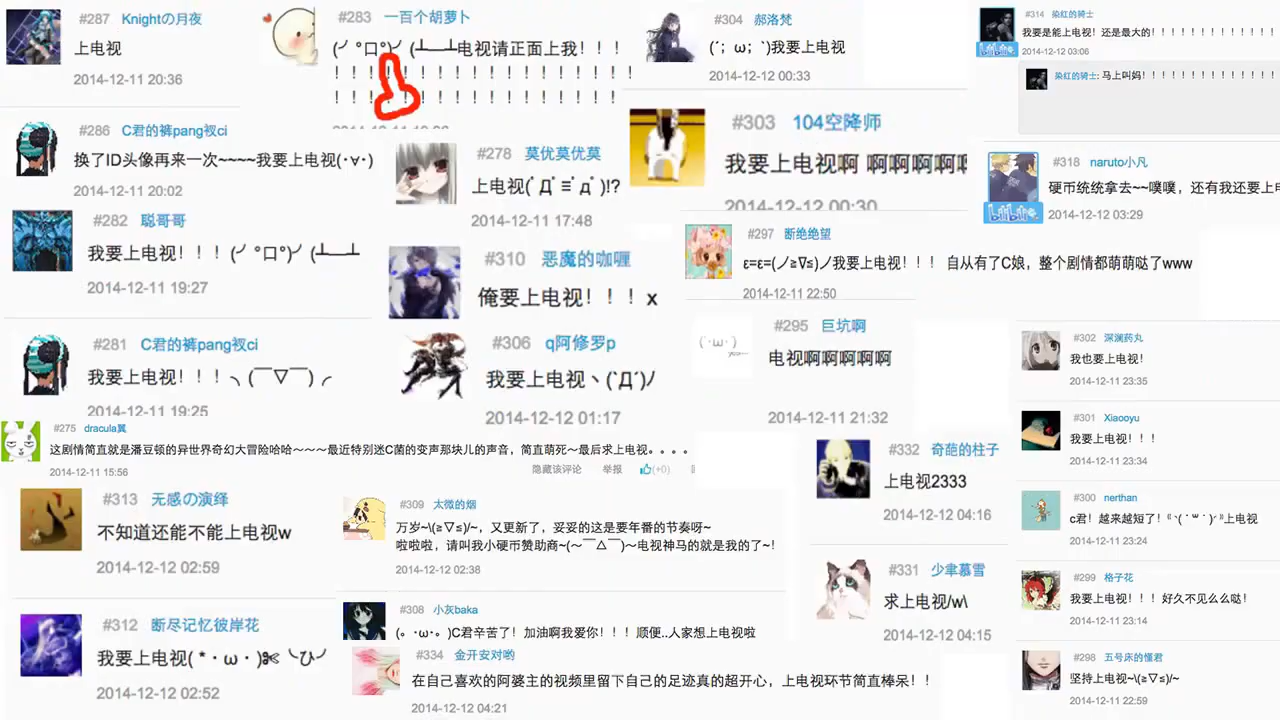 #287 Knightの月夜
上电视
2014-12-11 20:36
#283 一百个胡萝卜
(╯°口°)╯(┴—┴电视请正面上我！！！
！！！！！！！！！！！！！！！！！！
！！！！！！！！！！！！！！！！！
#304 郝洛梵
(´；ω；`)我要上电视
2014-12-12 00:33
#314 染红的骑士
我要是能上电视！还是最大的！！！！！！！！！！！！！
2014-12-12 03:06
染红的骑士: 马上叫妈！！！！！！！！！！！！！！
#286 C君的裤pang衩ci
换了ID头像再来一次~~~~我要上电视(･∀･)
2014-12-11 20:02
#278 莫优莫优莫
上电视(ﾟДﾟ≡ﾟдﾟ)!?
2014-12-11 17:48
#303 104空降师
我要上电视啊 啊啊啊啊
2014-12-12 00:30
#318 naruto小凡
硬币统统拿去~~噗噗，还有我还要上电
bilibili
2014-12-12 03:29
#282 聪哥哥
我要上电视！！！(╯°口°)╯(┴—┴
2014-12-11 19:27
#310 恶魔的咖喱
俺要上电视！！！x
#297 断绝绝望
ε=ε=(ノ≧∇≦)ノ我要上电视！！！ 自从有了C娘，整个剧情都萌萌哒了www
2014-12-11 22:50
#281 C君的裤pang衩ci
我要上电视！！！╮(￣▽￣)╭
2014-12-11 19:25
#306 q阿修罗p
我要上电视ヽ(`Д´)ﾉ
2014-12-12 01:17
#295 巨坑啊
电视啊啊啊啊啊
2014-12-11 21:32
#302 深澜药丸
我也要上电视！
2014-12-11 23:35
#275 dracula翼
这剧情简直就是潘豆顿的异世界奇幻大冒险哈哈～～～最近特别迷C菌的变声那块儿的声音，简直萌死～最后求上电视。。。。
2014-12-11 15:56
隐藏该评论 举报 (+0)
#301 Xiaooyu
我要上电视！！！
2014-12-11 23:34
#332 奇葩的柱子
上电视2333
2014-12-12 04:16
#313 无感の演绎
不知道还能不能上电视w
2014-12-12 02:59
#309 太微的烟
万岁~\(≧▽≦)/~，又更新了，妥妥的这是要年番的节奏呀~
啦啦啦，请叫我小硬币赞助商~(～￣△￣)～电视神马的就是我的了~！
2014-12-12 02:38
#300 nerthan
c君！越来越短了！ 上电视
2014-12-11 23:24
#331 少聿慕雪
求上电视/w\
2014-12-12 04:15
#299 格子花
我要上电视！！！好久不见么么哒！
2014-12-11 23:14
#312 断尽记忆彼岸花
我要上电视(*･ω･)✄╰ひ╯
2014-12-12 02:52
#308 小灰baka
(。･ω･。)C君辛苦了！加油啊我爱你！！！顺便..人家想上电视啦
#334 金开安对哟
在自己喜欢的阿婆主的视频里留下自己的足迹真的超开心，上电视环节简直棒呆！！
2014-12-12 04:21
#298 五号床的懂君
坚持上电视~\(≧▽≦)/~
2014-12-11 22:59